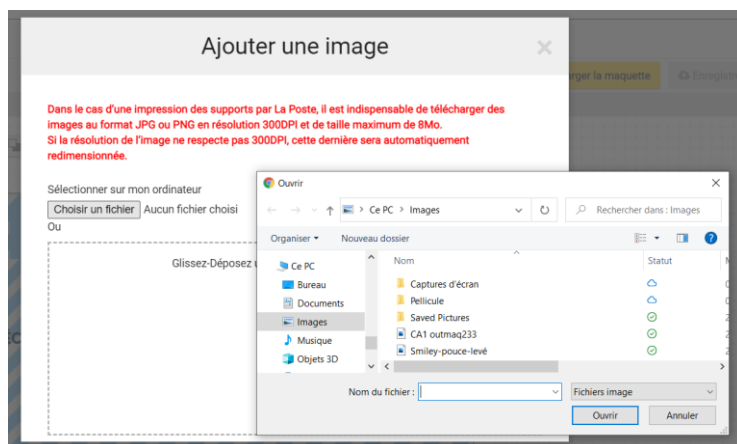 Ajouter une image
rger la maquette
Enregistr
Dans le cas d'une impression des supports par La Poste, il est indispensable de télécharger des
images au format JPG ou PNG en résolution 300DPI et de taille maximum de 8Mo.
Si la résolution de l'image ne respecte pas 300DPI, cette dernière sera automatiquement
redimensionnée.
Sélectionner sur mon ordinateur
Choisir un fichier Aucun fichier choisi
Ou
Glissez-Déposez
Ouvrir
Ce PC > Images
Rechercher dans : Images
Organiser
Nouveau dossier
Nom Statut
Ce PC
Bureau
Documents
Images
Musique
Objets 3D
Captures d'écran
Pellicule
Saved Pictures
CA1 outmaq233
Smiley-pouce-levé
Nom du fichier :
Fichiers image
Ouvrir Annuler